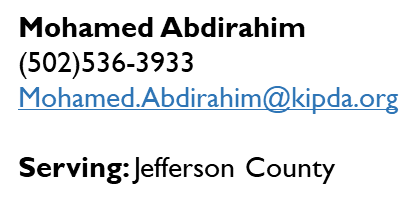 Mohamed Abdirahim
(502)536-3933
Mohamed.Abdirahim@kipda.org
Serving: Jefferson County